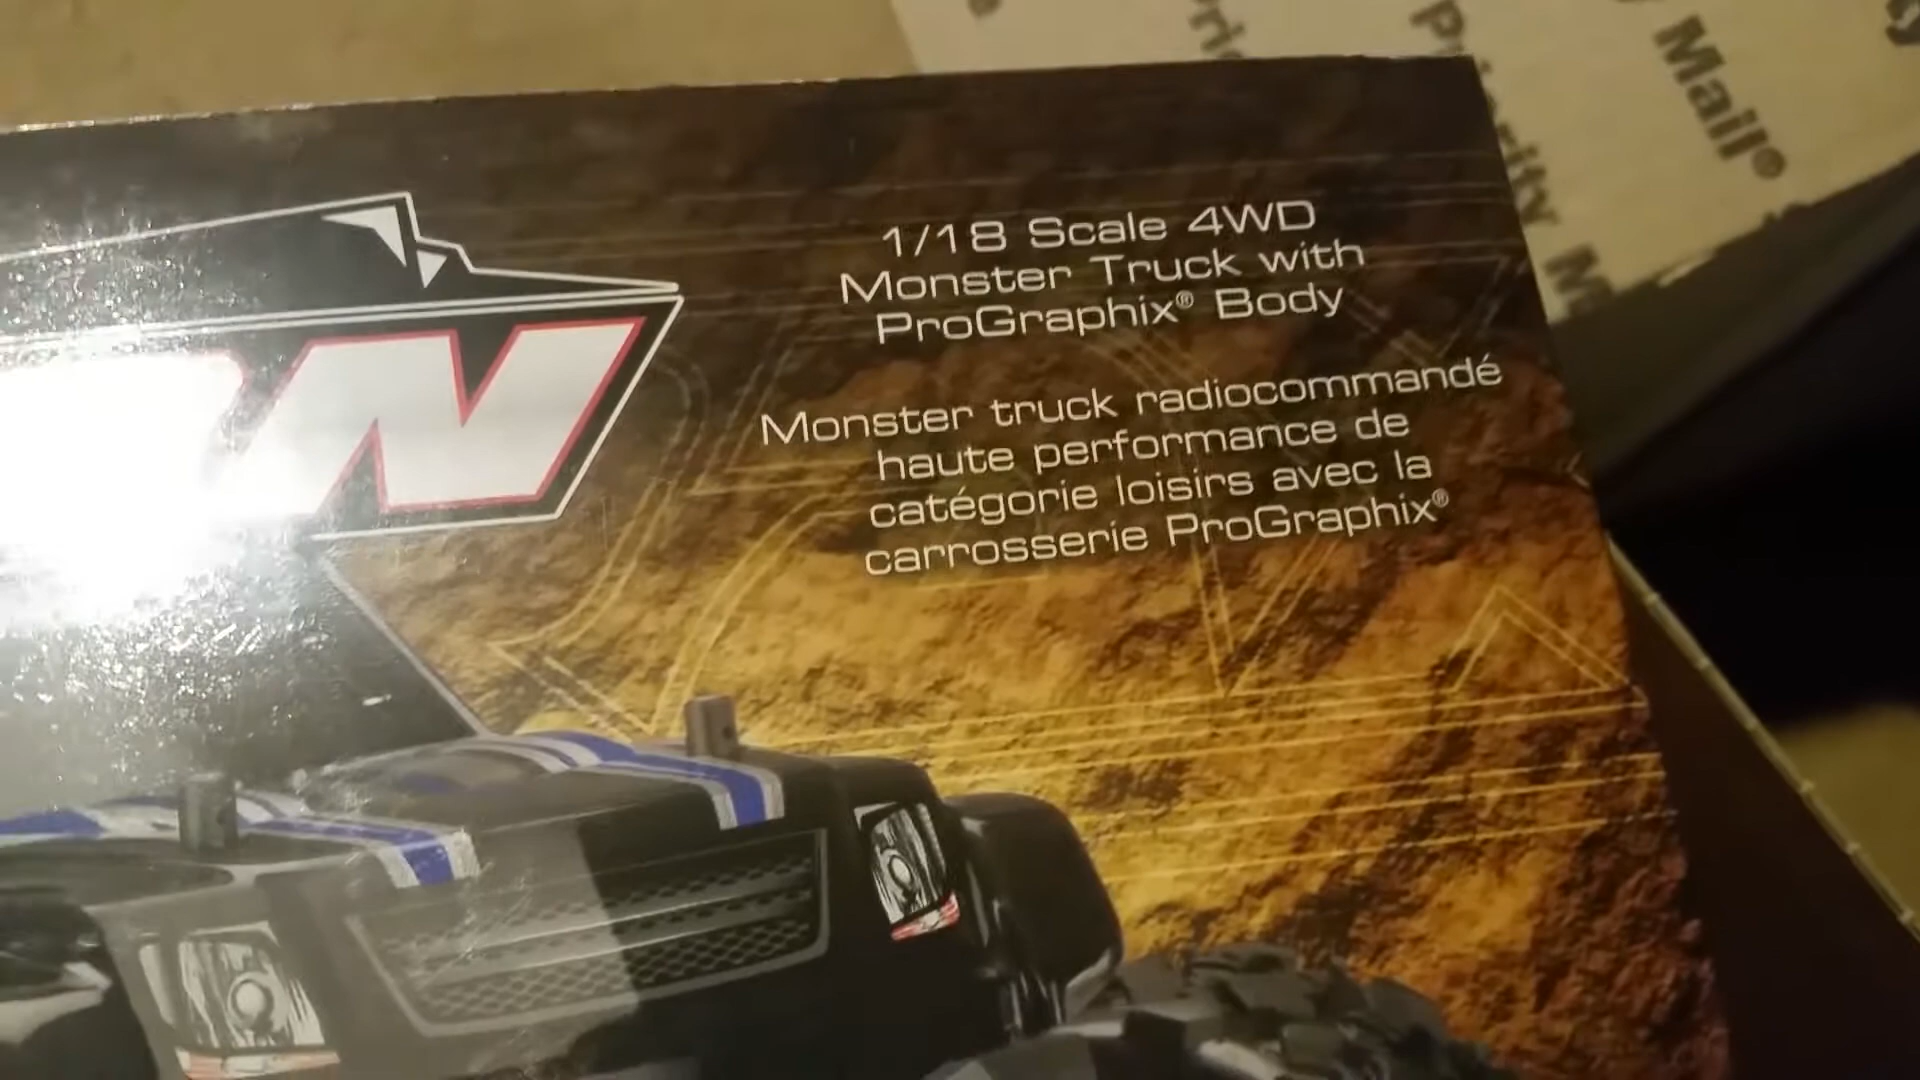 Priority Mail®
1/18 Scale 4WD
Monster Truck with
ProGraphix® Body
Monster truck radiocommandé
haute performance de
catégorie loisirs avec la
carrosserie ProGraphix®
N